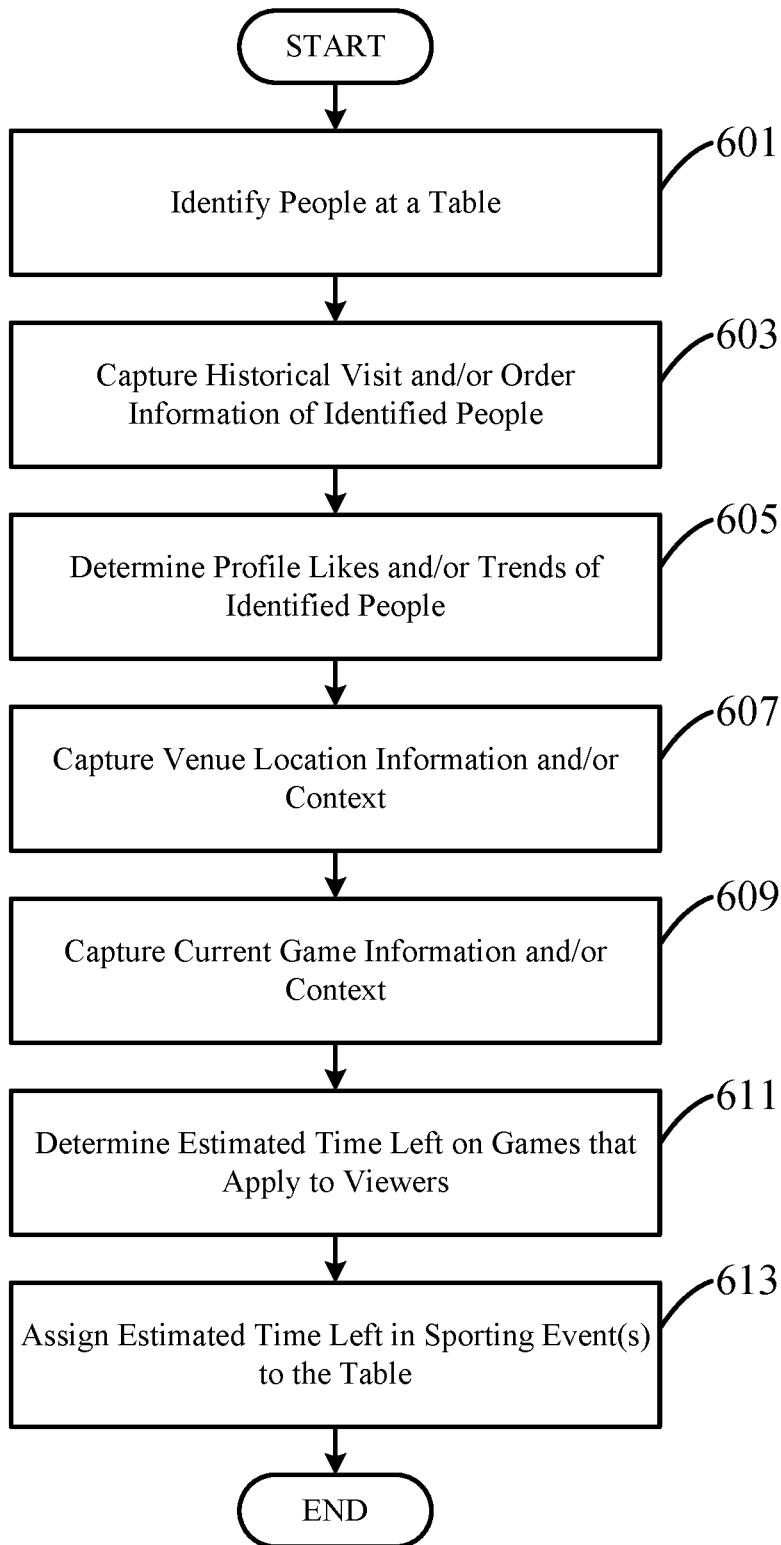 START
601
Identify People at a Table
603
Capture Historical Visit and/or Order
Information of Identified People
605
Determine Profile Likes and/or Trends of
Identified People
607
Capture Venue Location Information and/or
Context
609
Capture Current Game Information and/or
Context
611
Determine Estimated Time Left on Games that
Apply to Viewers
613
Assign Estimated Time Left in Sporting Event(s)
to the Table
END